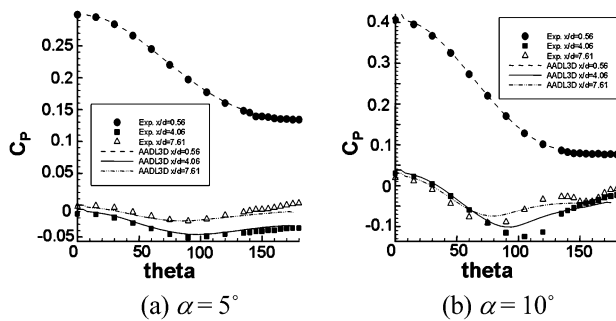 0.25
0.20
0.15
0.10
0.05
0
-0.05
C_P
Exp. x/d=0.56
Exp. x/d=4.06
Exp. x/d=7.61
AADL3D x/d=0.56
AADL3D x/d=4.06
AADL3D x/d=7.61
0 50 100 150
theta
(a) α = 5°
0.4
0.3
0.2
0.1
0
-0.1
C_P
Exp. x/d=0.56
Exp. x/d=4.06
Exp. x/d=7.61
AADL3D x/d=0.56
AADL3D x/d=4.06
AADL3D x/d=7.61
0 50 100 150
theta
(b) α = 10°